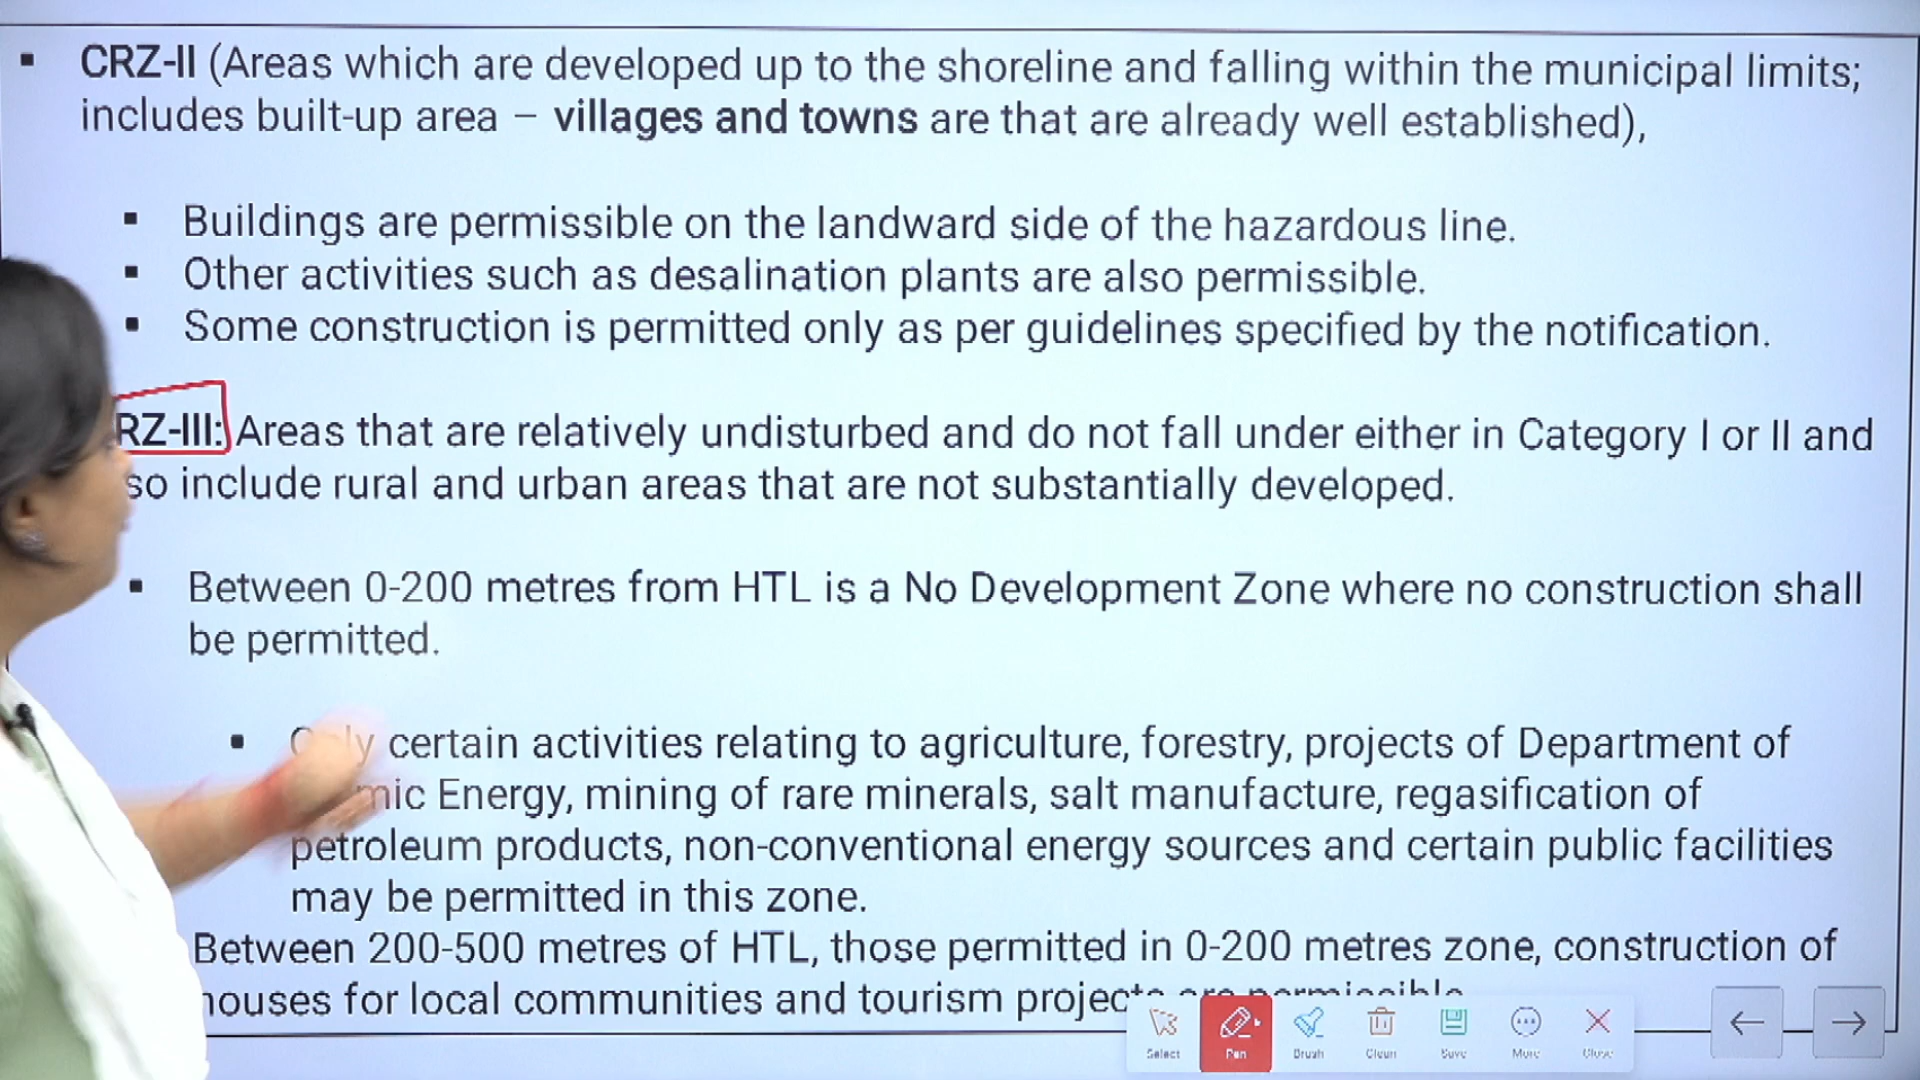 ▪ CRZ-II (Areas which are developed up to the shoreline and falling within the municipal limits;
includes built-up area – villages and towns are that are already well established),
▪ Buildings are permissible on the landward side of the hazardous line.
▪ Other activities such as desalination plants are also permissible.
▪ Some construction is permitted only as per guidelines specified by the notification.
RZ-III: Areas that are relatively undisturbed and do not fall under either in Category I or II and
so include rural and urban areas that are not substantially developed.
▪ Between 0-200 metres from HTL is a No Development Zone where no construction shall
be permitted.
▪ Only certain activities relating to agriculture, forestry, projects of Department of
mic Energy, mining of rare minerals, salt manufacture, regasification of
petroleum products, non-conventional energy sources and certain public facilities
may be permitted in this zone.
Between 200-500 metres of HTL, those permitted in 0-200 metres zone, construction of
houses for local communities and tourism projects are permissible
Select Pen Brush Clean Save More Close